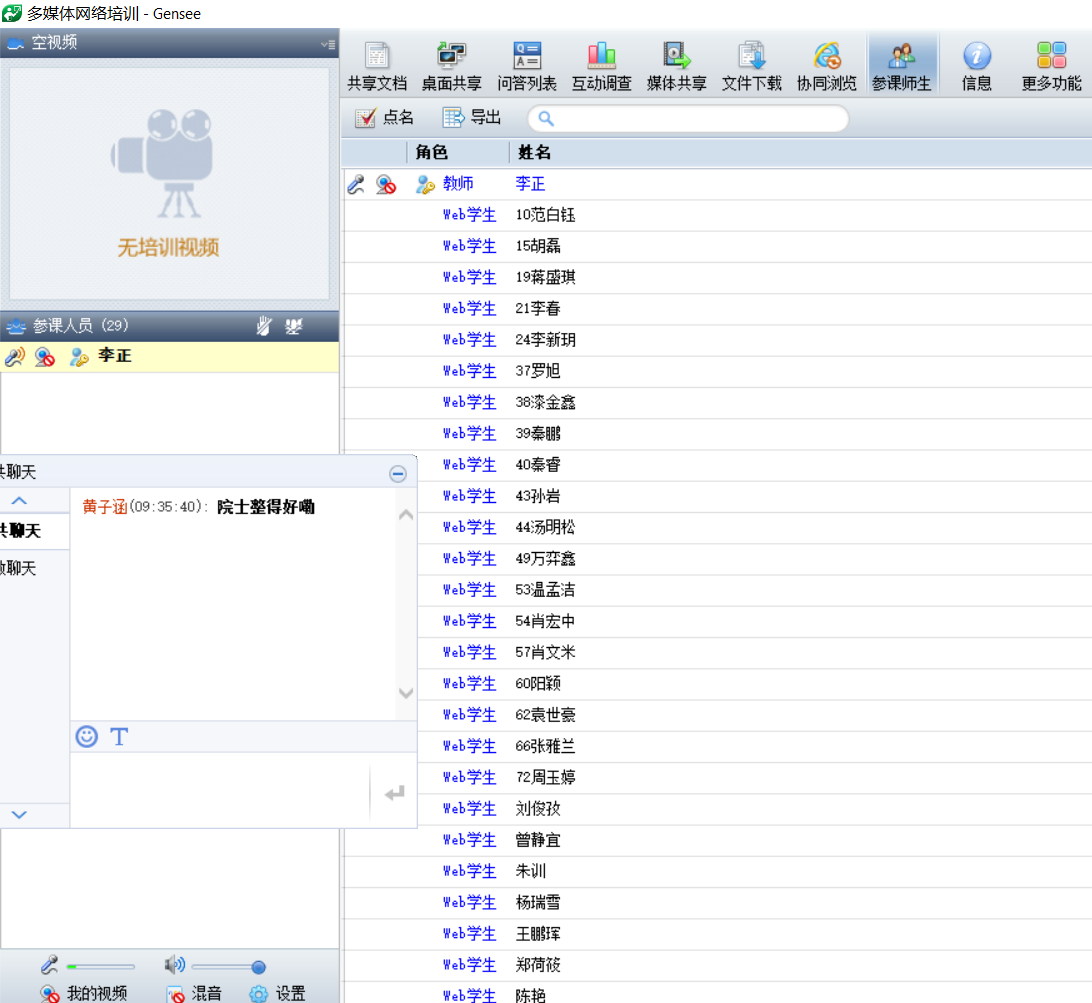 多媒体网络培训 - Gensee
空视频
无培训视频
参课人员 (29)
李正
共享文档 桌面共享 问答列表 互动调查 媒体共享 文件下载 协同浏览 参课师生 信息 更多功能
点名 导出
角色 姓名
教师 李正
Web学生 10范白钰
Web学生 15胡磊
Web学生 19蒋盛琪
Web学生 21李春
Web学生 24李新玥
Web学生 37罗旭
Web学生 38漆金鑫
Web学生 39秦鹏
Web学生 40秦睿
Web学生 43孙岩
Web学生 44汤明松
Web学生 49万弈鑫
Web学生 53温孟洁
Web学生 54肖宏中
Web学生 57肖文米
Web学生 60阳颖
Web学生 62袁世豪
Web学生 66张雅兰
Web学生 72周玉婷
Web学生 刘俊孜
Web学生 曾静宜
Web学生 朱训
Web学生 杨瑞雪
Web学生 王鹏珲
Web学生 郑荷筱
Web学生 陈艳
共聊天
共聊天
聊天
黄子涵(09:35:40): 院士整得好嘞
T
我的视频 混音 设置